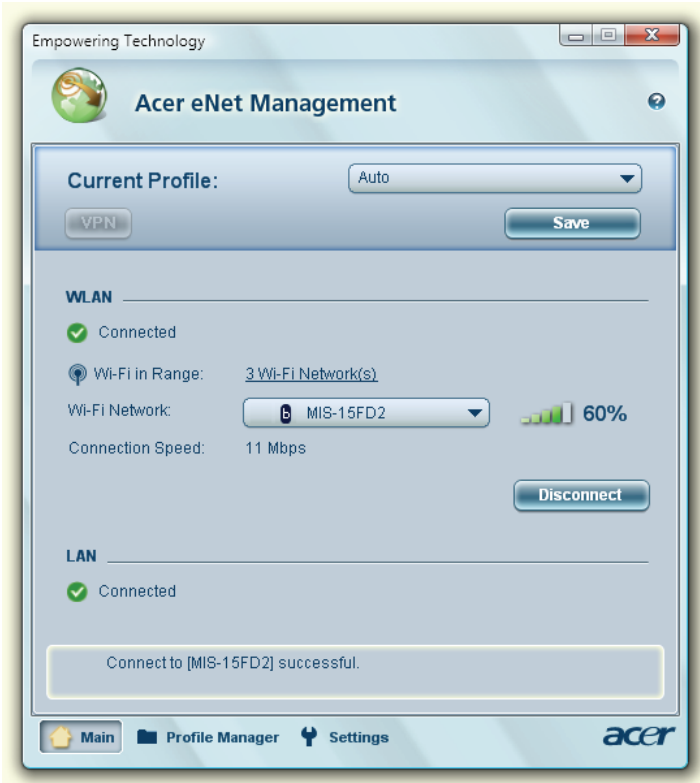 Empowering Technology
Acer eNet Management
Current Profile:
Auto
VPN
Save
WLAN
Connected
Wi-Fi in Range: 3 Wi-Fi Network(s)
Wi-Fi Network: b MIS-15FD2 60%
Connection Speed: 11 Mbps
Disconnect
LAN
Connected
Connect to [MIS-15FD2] successful.
Main Profile Manager Settings acer